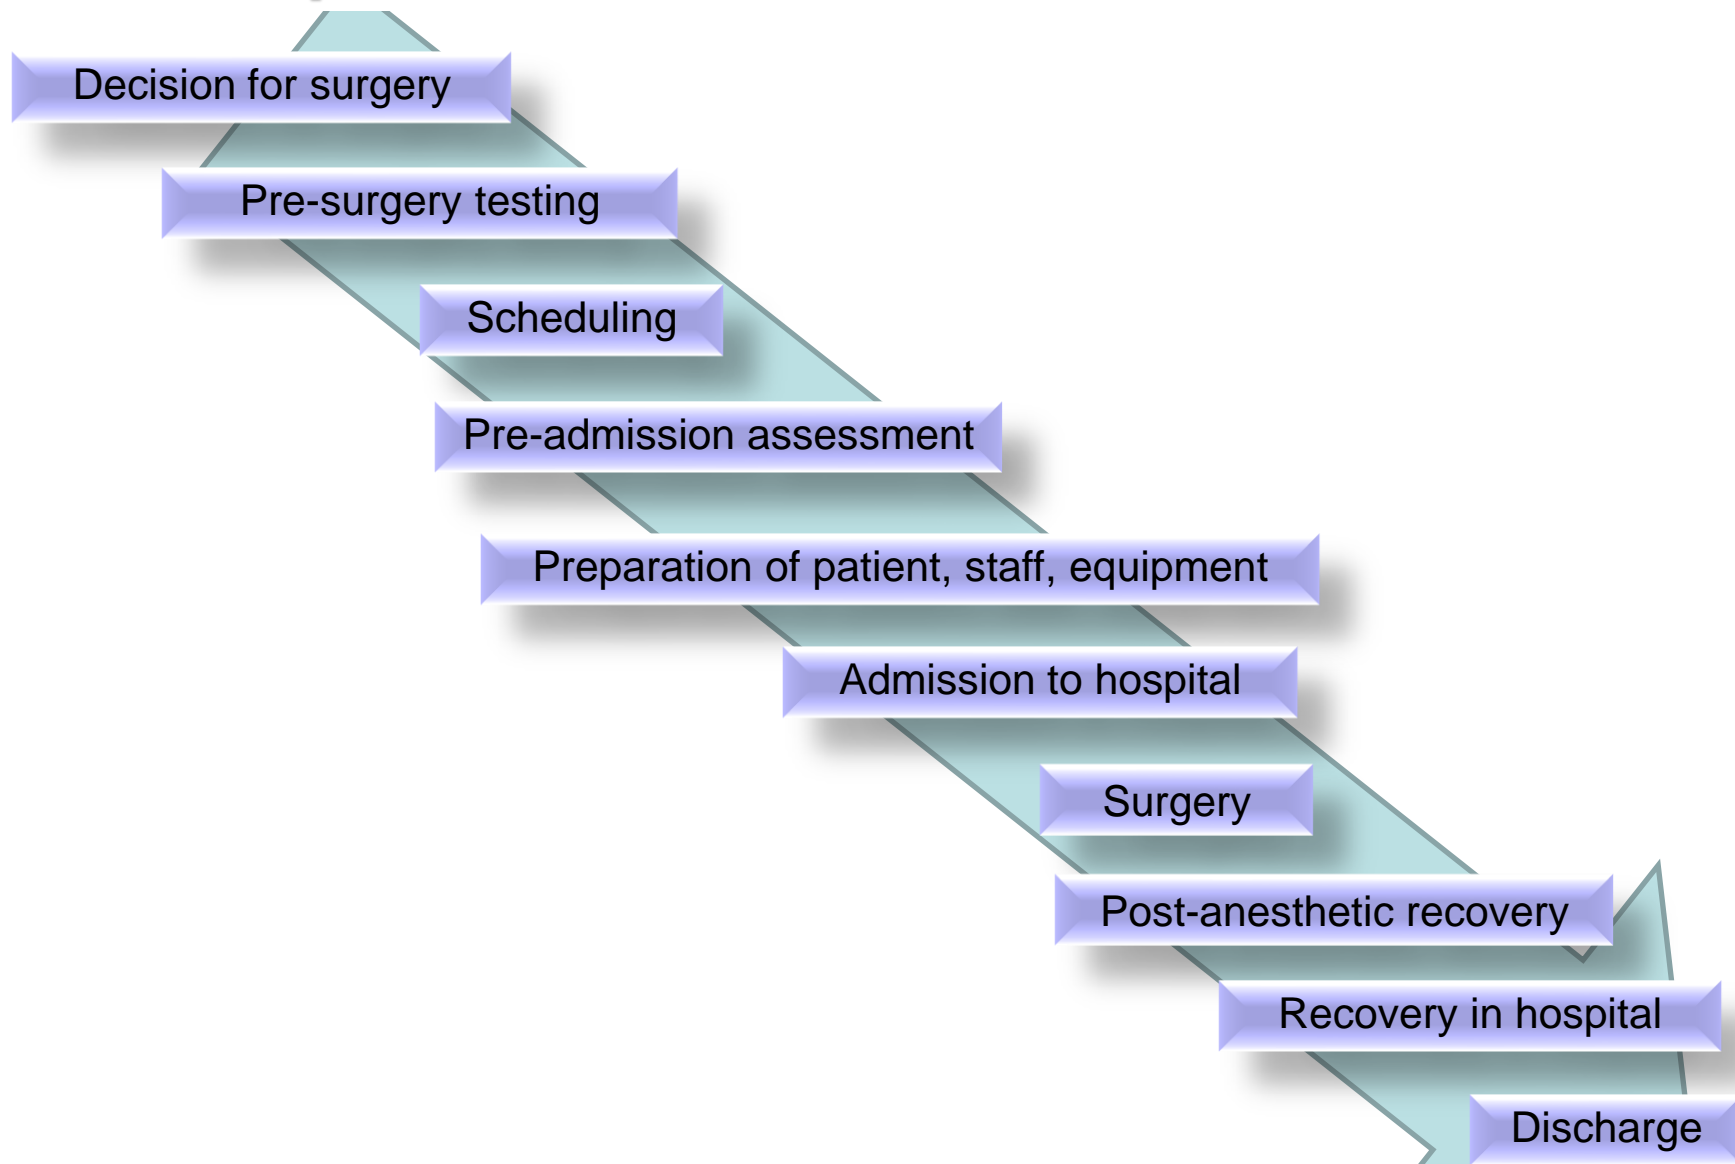 Decision for surgery
Pre-surgery testing
Scheduling
Pre-admission assessment
Preparation of patient, staff, equipment
Admission to hospital
Surgery
Post-anesthetic recovery
Recovery in hospital
Discharge